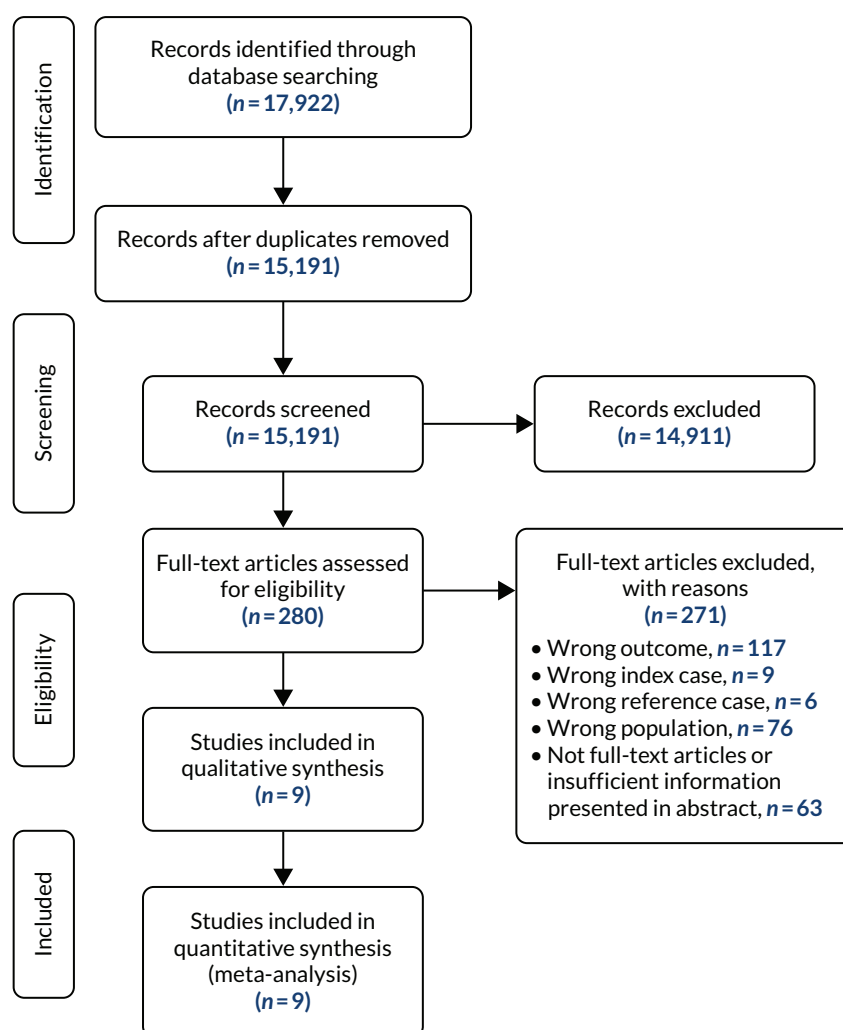 Identification
Records identified through
database searching
(n = 17,922)
Records after duplicates removed
(n = 15,191)
Screening
Records screened
(n = 15,191)
Records excluded
(n = 14,911)
Eligibility
Full-text articles assessed
for eligibility
(n = 280)
Full-text articles excluded,
with reasons
(n = 271)
• Wrong outcome, n = 117
• Wrong index case, n = 9
• Wrong reference case, n = 6
• Wrong population, n = 76
• Not full-text articles or
insufficient information
presented in abstract, n = 63
Studies included in
qualitative synthesis
(n = 9)
Included
Studies included in
quantitative synthesis
(meta-analysis)
(n = 9)